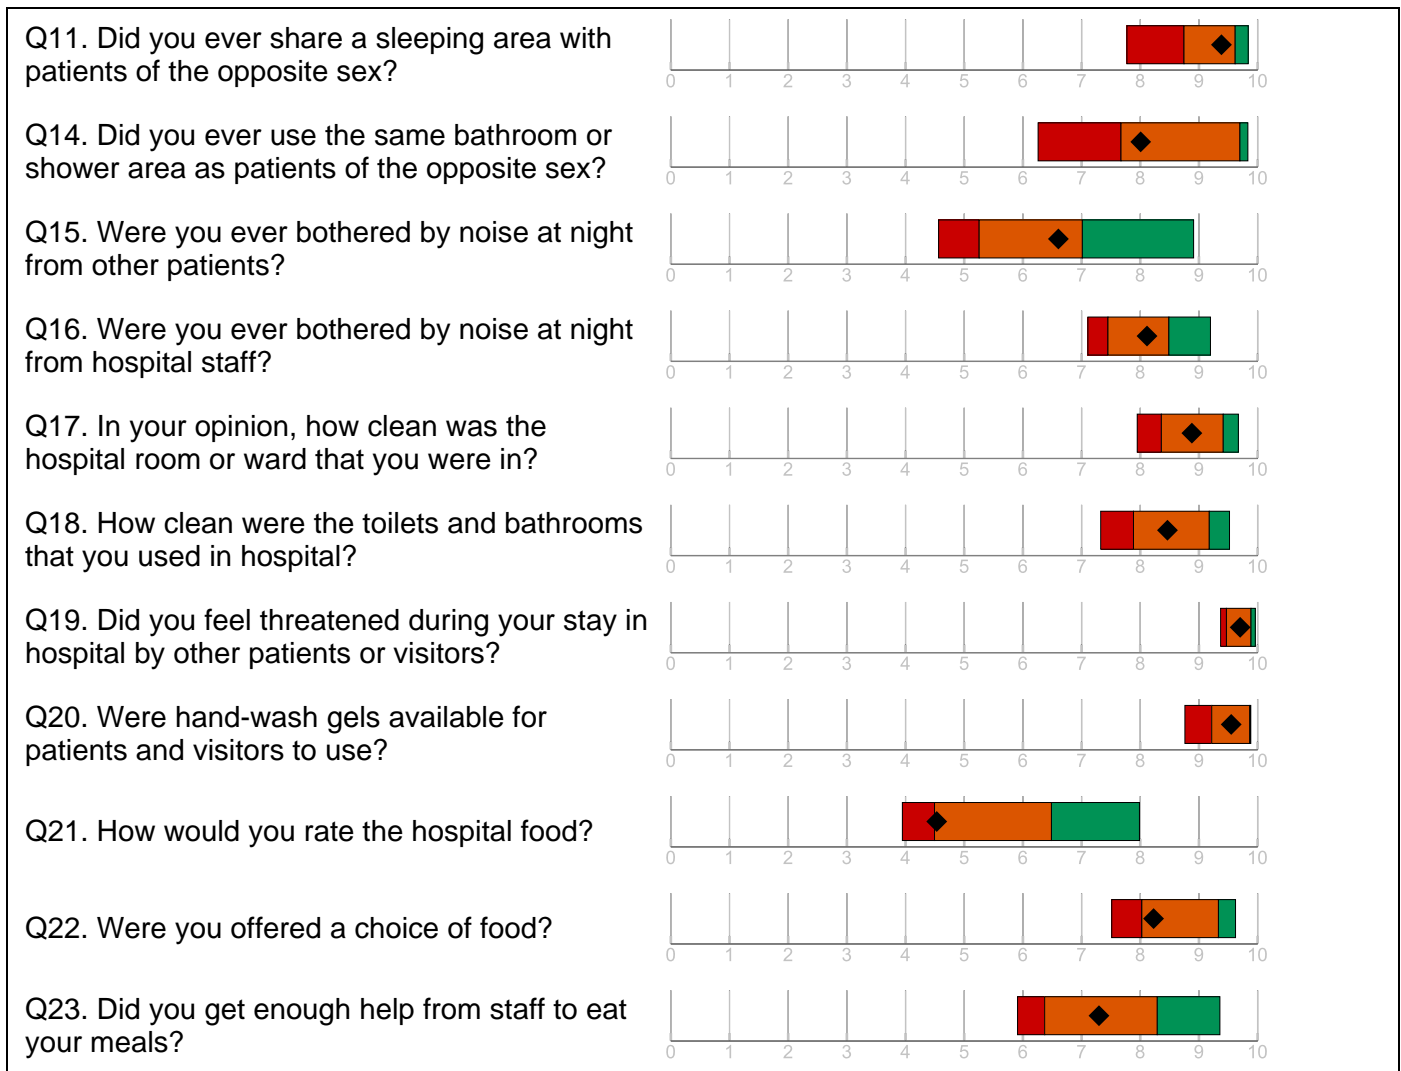 Q11. Did you ever share a sleeping area with
patients of the opposite sex?
0 1 2 3 4 5 6 7 8 9 10
Q14. Did you ever use the same bathroom or
shower area as patients of the opposite sex?
0 1 2 3 4 5 6 7 8 9 10
Q15. Were you ever bothered by noise at night
from other patients?
0 1 2 3 4 5 6 7 8 9 10
Q16. Were you ever bothered by noise at night
from hospital staff?
0 1 2 3 4 5 6 7 8 9 10
Q17. In your opinion, how clean was the
hospital room or ward that you were in?
0 1 2 3 4 5 6 7 8 9 10
Q18. How clean were the toilets and bathrooms
that you used in hospital?
0 1 2 3 4 5 6 7 8 9 10
Q19. Did you feel threatened during your stay in
hospital by other patients or visitors?
0 1 2 3 4 5 6 7 8 9 10
Q20. Were hand-wash gels available for
patients and visitors to use?
0 1 2 3 4 5 6 7 8 9 10
Q21. How would you rate the hospital food?
0 1 2 3 4 5 6 7 8 9 10
Q22. Were you offered a choice of food?
0 1 2 3 4 5 6 7 8 9 10
Q23. Did you get enough help from staff to eat
your meals?
0 1 2 3 4 5 6 7 8 9 10